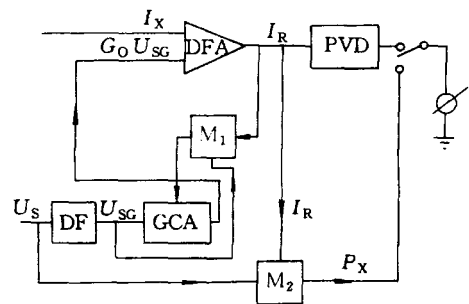 I_X
G_O U_SG
DFA
I_R
PVD
M_1
U_S
DF
U_SG
GCA
I_R
M_2
P_X